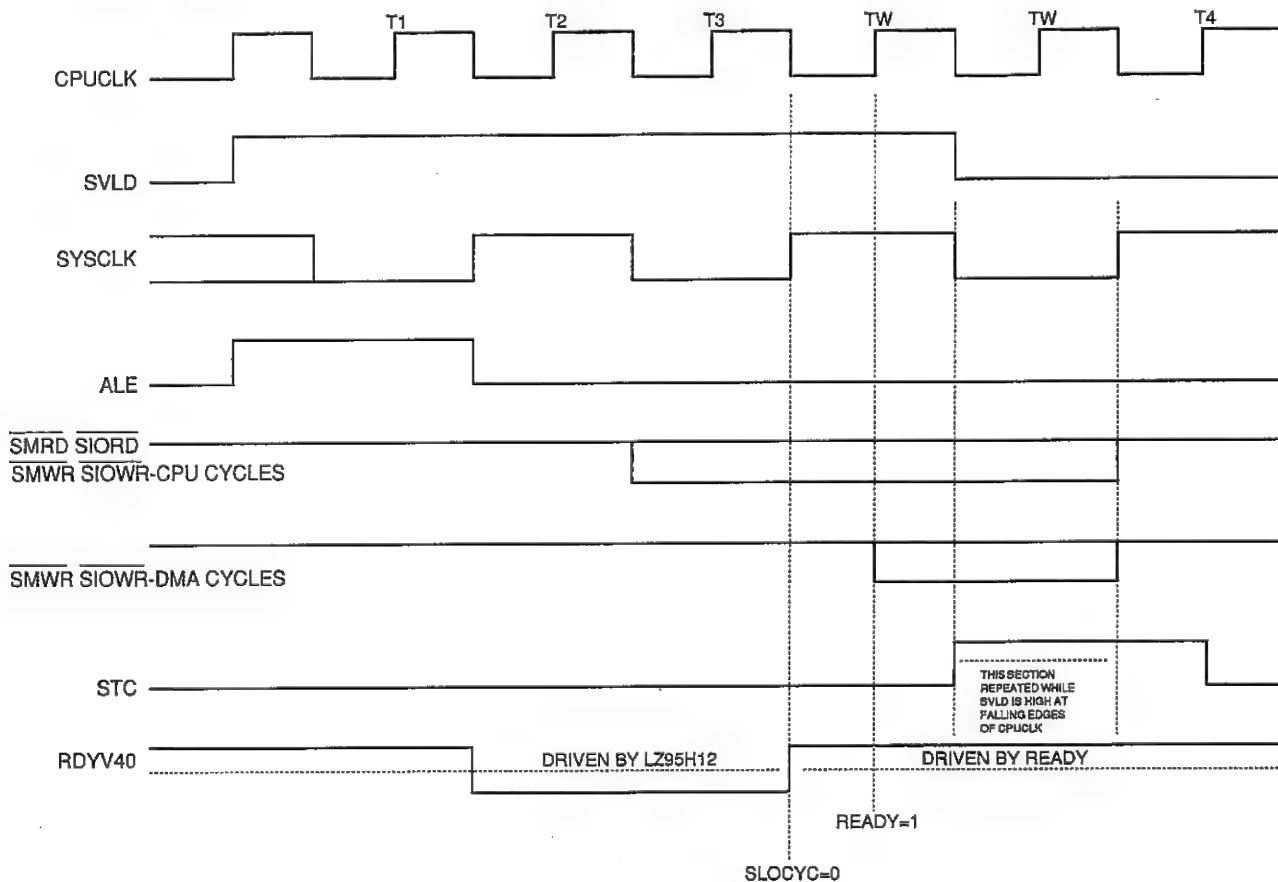 T1 T2 T3 TW TW T4
CPUCLK
SVLD
SYSCLK
ALE
SMRD SIORD
SMWR SIOWR-CPU CYCLES
SMWR SIOWR-DMA CYCLES
STC
THIS SECTION
REPEATED WHILE
SVLD IS HIGH AT
FALLING EDGES
OF CPUCLK
RDYV40 DRIVEN BY LZ95H12 DRIVEN BY READY
READY=1
SLOCYC=0